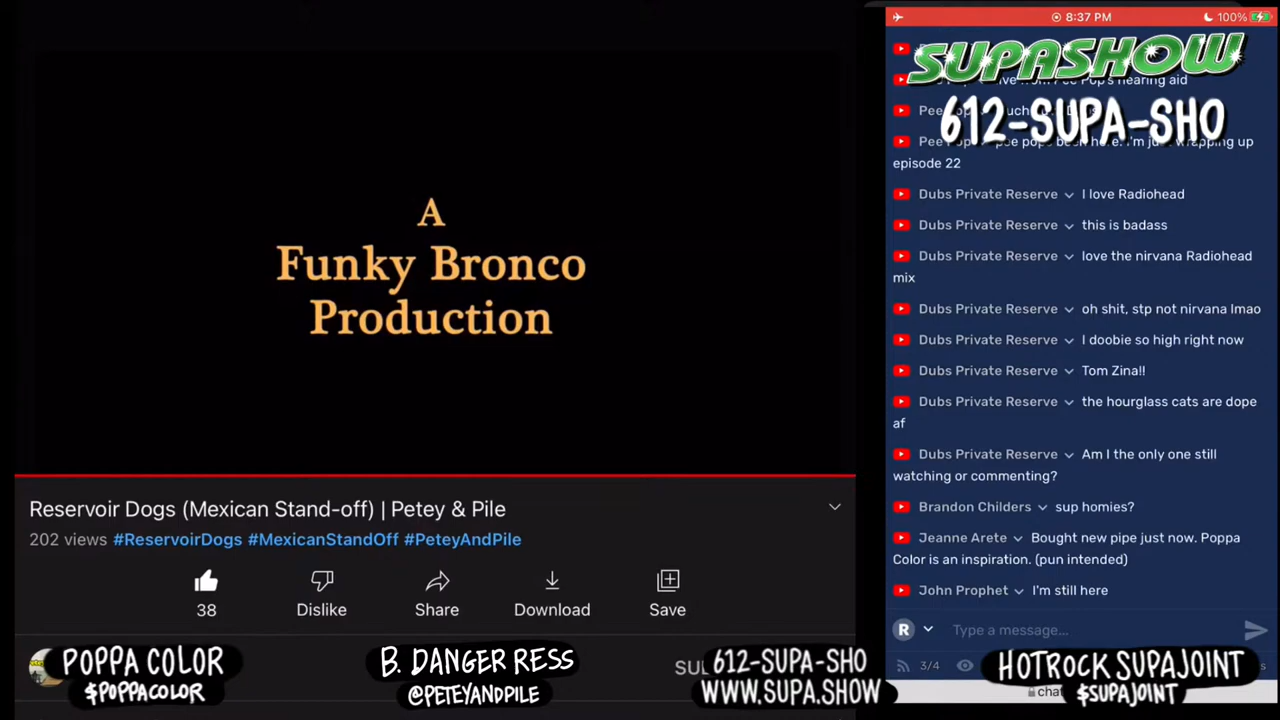 A
Funky Bronco
Production
Reservoir Dogs (Mexican Stand-off) | Petey & Pile
202 views #ReservoirDogs #MexicanStandOff #PeteyAndPile
38
Dislike
Share
Download
Save
POPPA COLOR
$POPPACOLOR
B. DANGER RESS
@PETEYANDPILE
612-SUPA-SHO
WWW.SUPA.SHOW
HOTROCK SUPAJOINT
$SUPAJOINT
8:37 PM
100%
SUPASHOW
612-SUPA-SHO
Pee Pop's hearing aid
wrapping up
episode 22
Dubs Private Reserve I love Radiohead
Dubs Private Reserve this is badass
Dubs Private Reserve love the nirvana Radiohead
mix
Dubs Private Reserve oh shit, stp not nirvana lmao
Dubs Private Reserve I doobie so high right now
Dubs Private Reserve Tom Zina!!
Dubs Private Reserve the hourglass cats are dope
af
Dubs Private Reserve Am I the only one still
watching or commenting?
Brandon Childers sup homies?
Jeanne Arete Bought new pipe just now. Poppa
Color is an inspiration. (pun intended)
John Prophet I'm still here
R
Type a message...
3/4